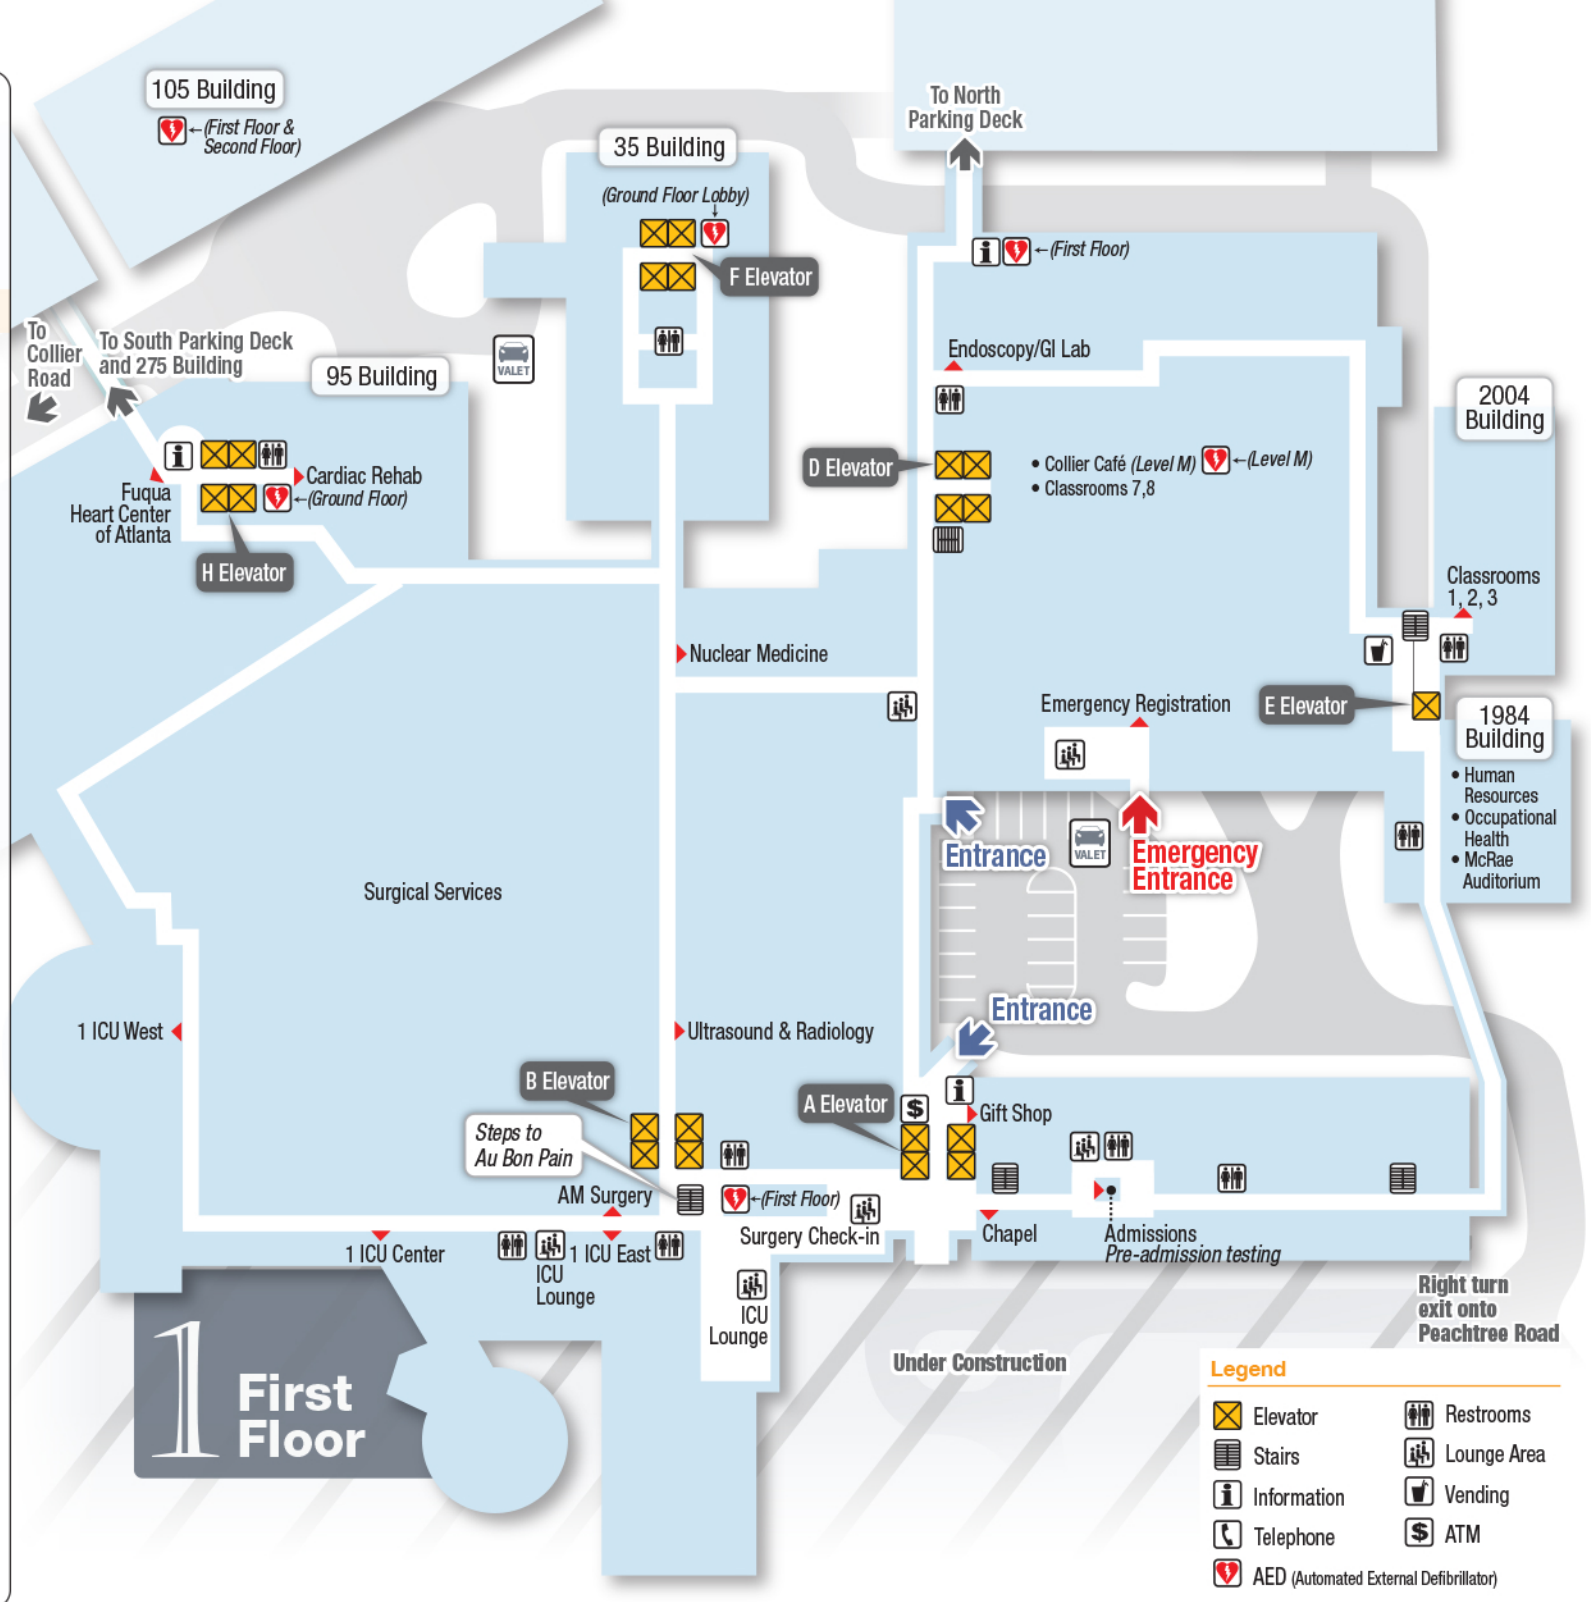 105 Building
←(First Floor &
Second Floor)
To North
Parking Deck
35 Building
(Ground Floor Lobby)
F Elevator
←(First Floor)
To
Collier
Road
To South Parking Deck
and 275 Building
95 Building
VALET
Endoscopy/GI Lab
2004
Building
D Elevator
• Collier Café (Level M)
←(Level M)
• Classrooms 7,8
Cardiac Rehab
←(Ground Floor)
Fuqua
Heart Center
of Atlanta
H Elevator
Classrooms
1, 2, 3
Nuclear Medicine
Emergency Registration
E Elevator
1984
Building
• Human
Resources
• Occupational
Health
• McRae
Auditorium
Entrance
VALET
Emergency
Entrance
Surgical Services
Entrance
1 ICU West
Ultrasound & Radiology
B Elevator
A Elevator
$
Gift Shop
Steps to
Au Bon Pain
AM Surgery
←(First Floor)
Surgery Check-in
Chapel
Admissions
Pre-admission testing
1 ICU Center
1 ICU East
ICU
Lounge
ICU
Lounge
Right turn
exit onto
Peachtree Road
Under Construction
1 First
Floor
Legend
Elevator
Restrooms
Stairs
Lounge Area
Information
Vending
Telephone
$ ATM
AED (Automated External Defibrillator)